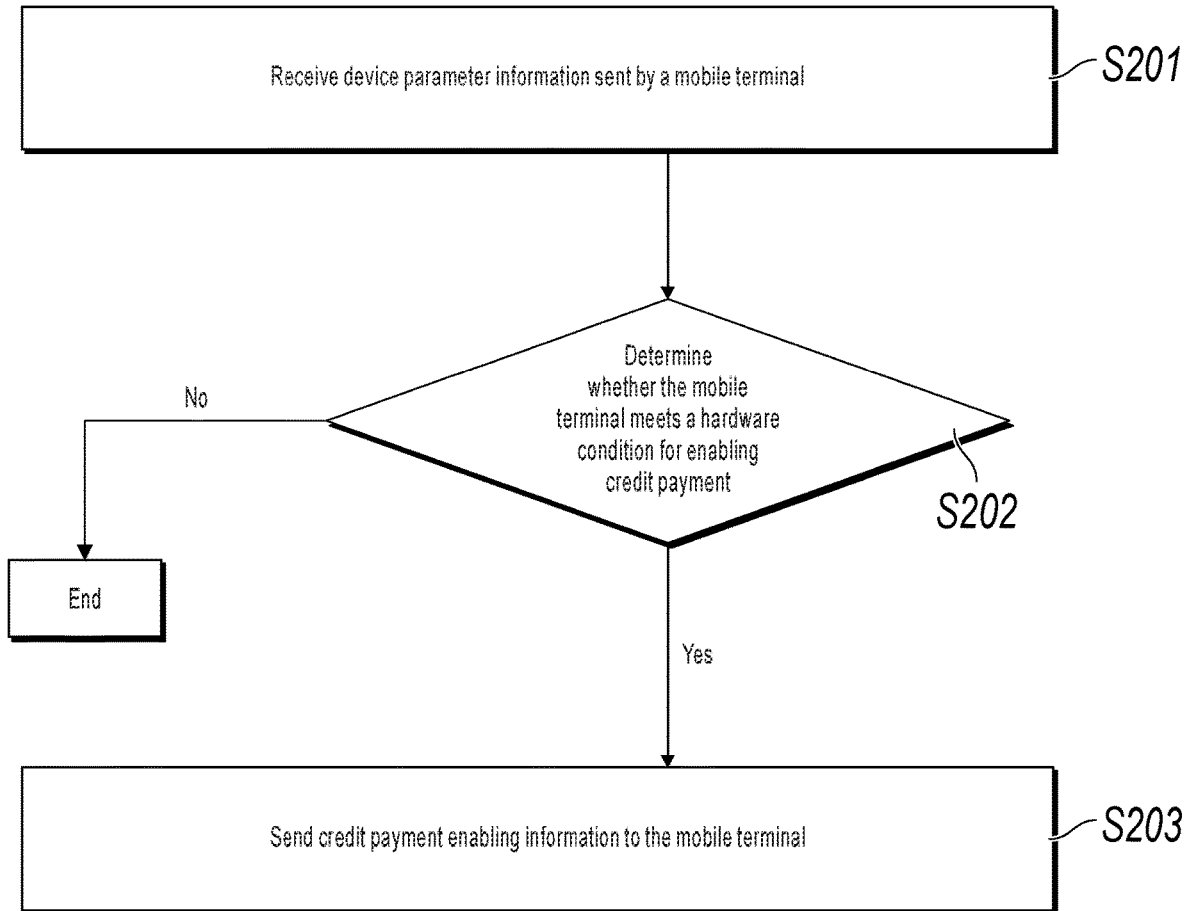 Receive device parameter information sent by a mobile terminal
S201
Determine
whether the mobile
terminal meets a hardware
condition for enabling
credit payment
No
S202
End
Yes
Send credit payment enabling information to the mobile terminal
S203